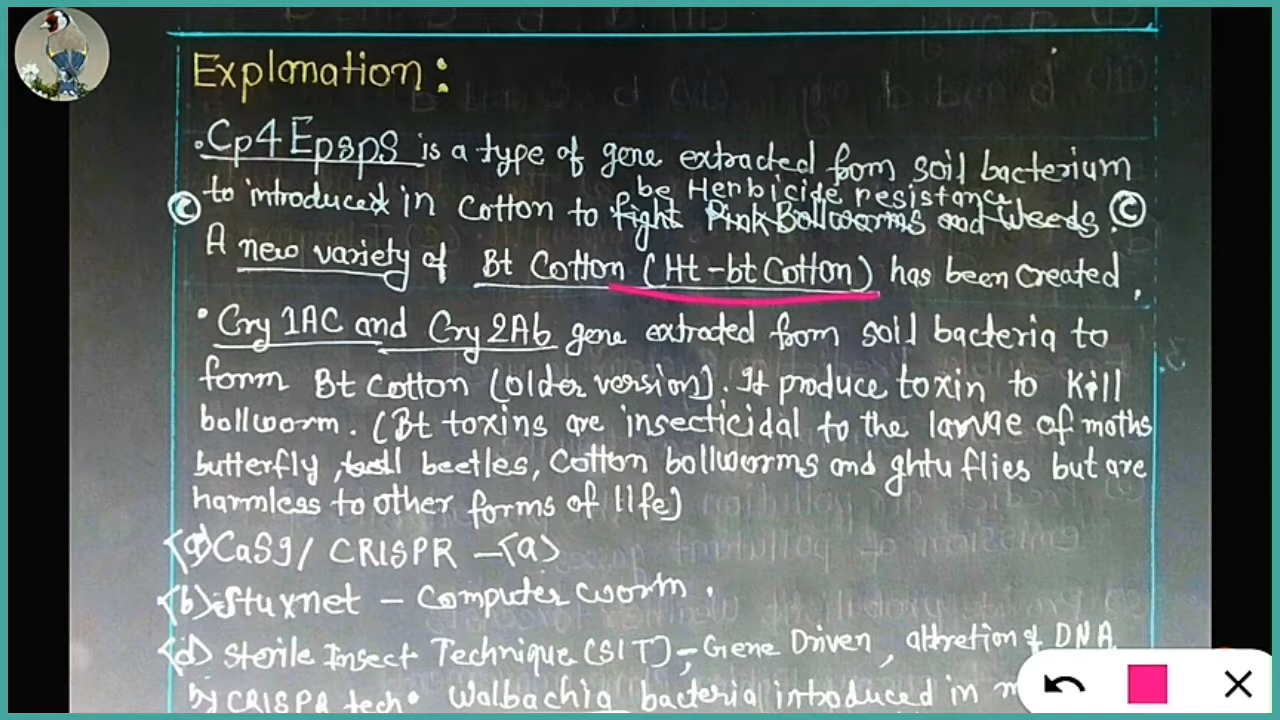 Explanation :
• Cp4 Epsps is a type of gene extracted from soil bacterium
be Herbicide resistance
(C) to introduced in Cotton to fight Pink Bollworms and Weeds. (C)
A new variety of Bt Cotton (Ht-bt Cotton) has been created.
• Cry 1AC and Cry 2Ab gene extrated from soil bacteria to
form Bt Cotton (older version). It produce toxin to Kill
bollworm. (Bt toxins are insecticidal to the larvae of moths
butterfly, beetles, Cotton bollworms and ghtu flies but are
harmless to other forms of life)
(a) Cas9/ CRISPR - (a)
(b) Stuxnet - Computer worm.
(d) Sterile Insect Technique (SIT) - Gene Driven, altretion of DNA
by CRISPR tech. Walbachia bacteria introduced in